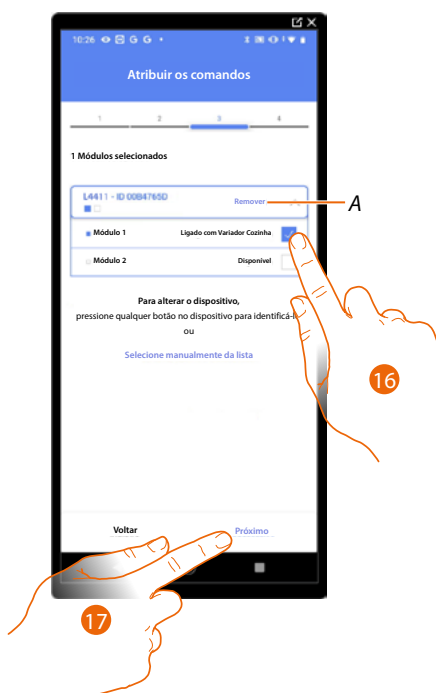 10:26 G G
Atribuir os comandos
1 2 3 4
1 Módulos selecionados
L4411 - ID 00B4765D Remover A
Módulo 1 Ligado com Variador Cozinha
Módulo 2 Disponível
Para alterar o dispositivo,
pressione qualquer botão no dispositivo para identificá-l
ou
Selecione manualmente da lista
16
Voltar Próximo
17